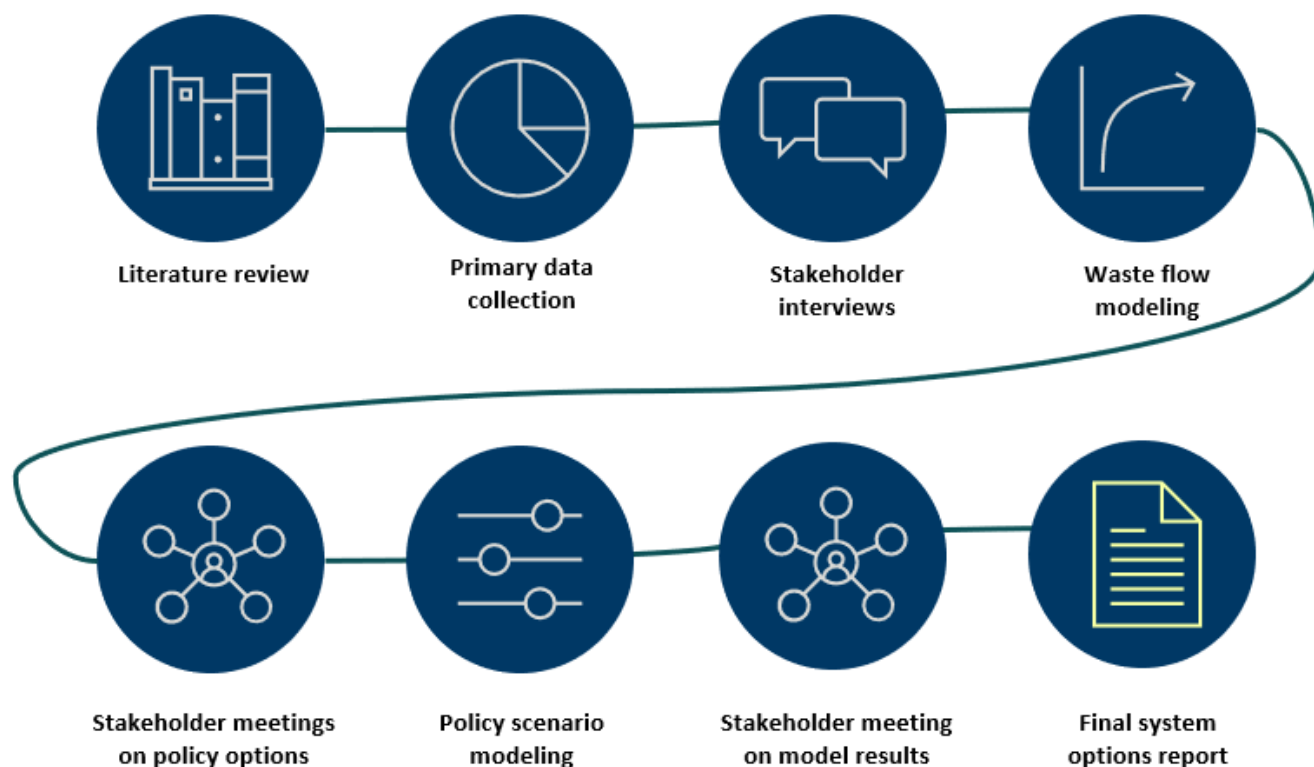 Literature review
Primary data
collection
Stakeholder
interviews
Waste flow
modeling
Stakeholder meetings
on policy options
Policy scenario
modeling
Stakeholder meeting
on model results
Final system
options report